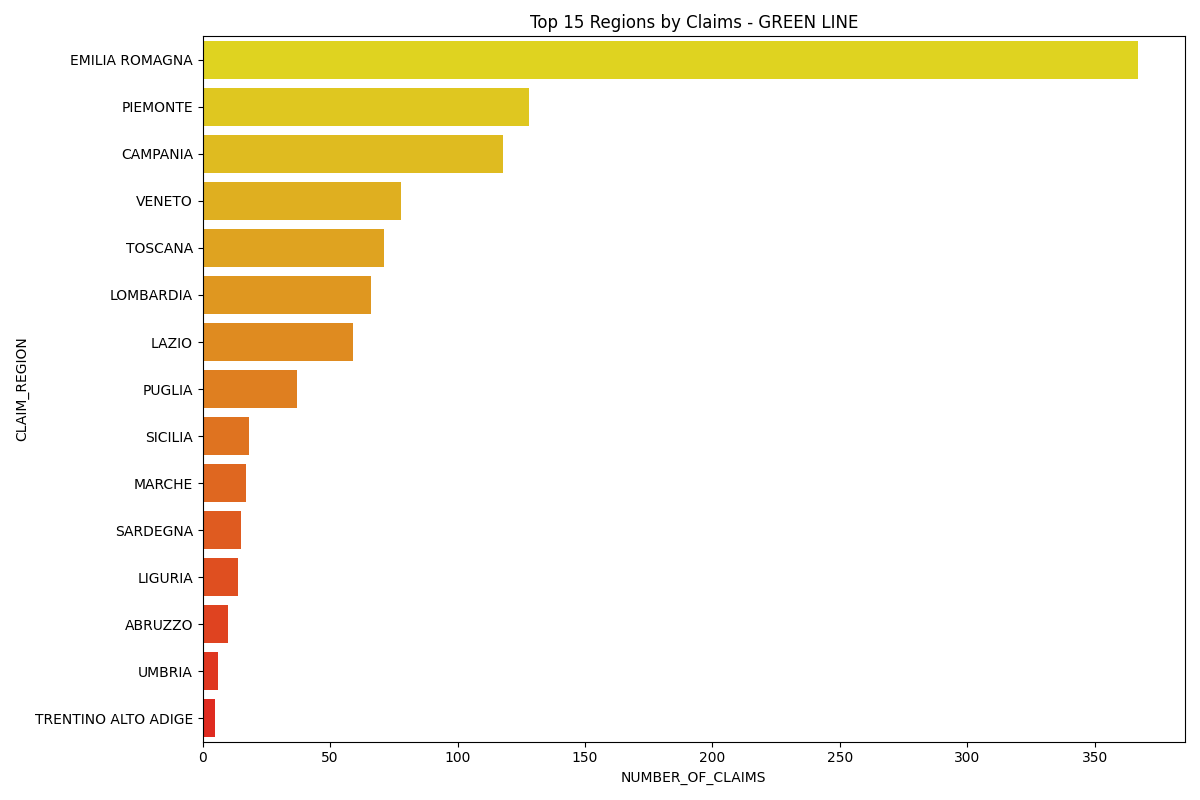 Top 15 Regions by Claims - GREEN LINE
EMILIA ROMAGNA
PIEMONTE
CAMPANIA
VENETO
TOSCANA
LOMBARDIA
LAZIO
PUGLIA
SICILIA
MARCHE
SARDEGNA
LIGURIA
ABRUZZO
UMBRIA
TRENTINO ALTO ADIGE
CLAIM_REGION
0 50 100 150 200 250 300 350
NUMBER_OF_CLAIMS